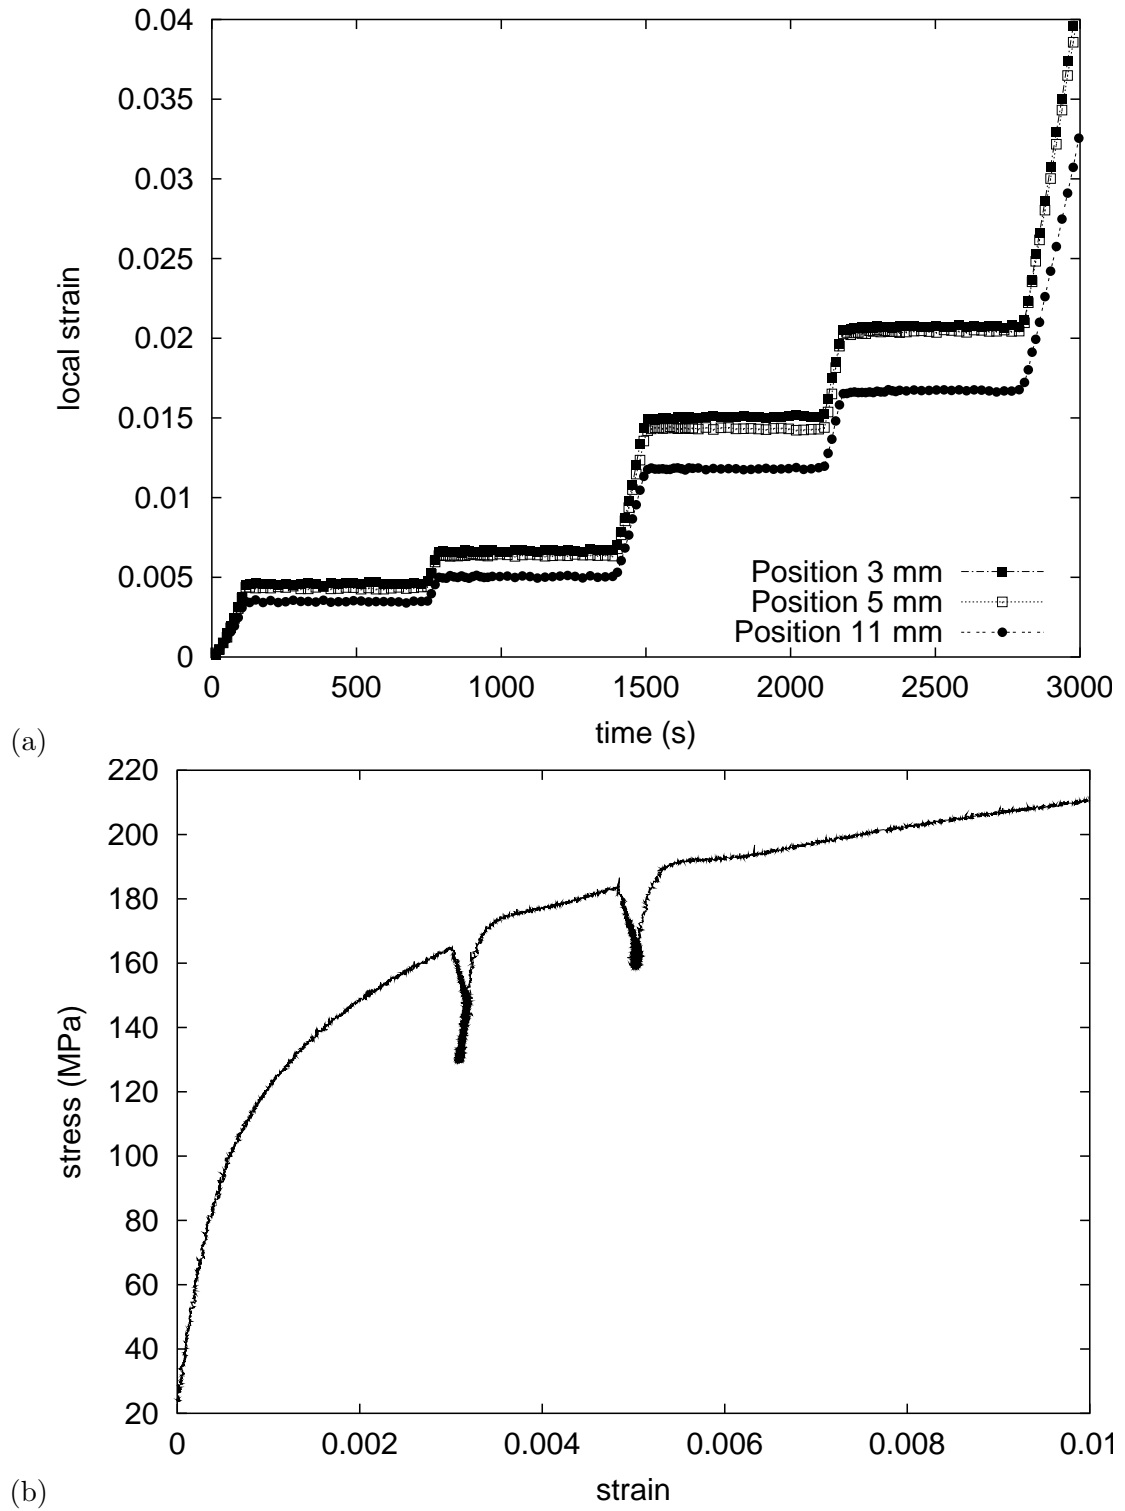 0.04
0.035
0.03
0.025
0.02
0.015
0.01
0.005
0
local strain
Position 3 mm
Position 5 mm
Position 11 mm
0 500 1000 1500 2000 2500 3000
time (s)
(a)
220
200
180
160
140
120
100
80
60
40
20
stress (MPa)
0 0.002 0.004 0.006 0.008 0.01
strain
(b)